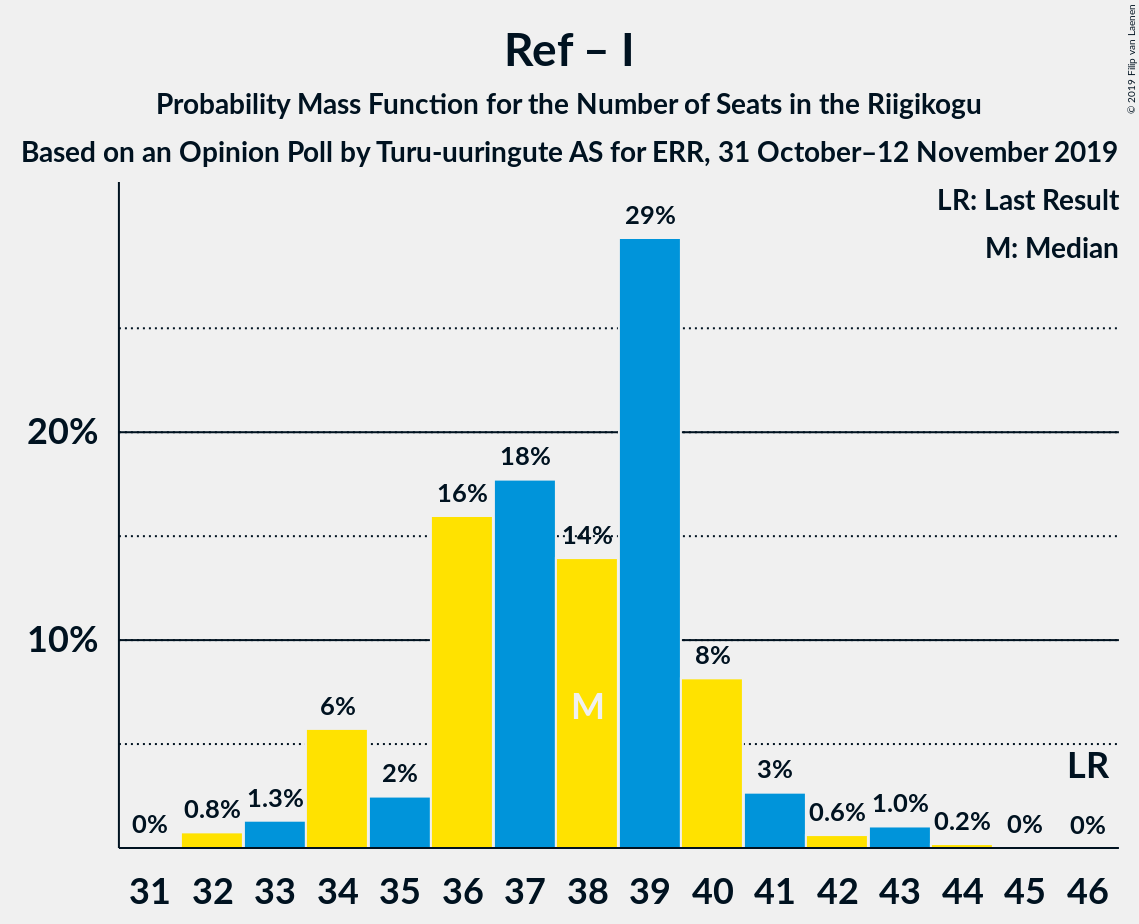 Ref – I
Probability Mass Function for the Number of Seats in the Riigikogu
Based on an Opinion Poll by Turu-uuringute AS for ERR, 31 October–12 November 2019
© 2019 Filip van Laenen
LR: Last Result
M: Median
29%
20%
18%
16%
14%
10%
8%
M
6%
LR
3%
2%
1.3%
1.0%
0.8%
0.6%
0.2%
0%
0%
0%
31 32 33 34 35 36 37 38 39 40 41 42 43 44 45 46